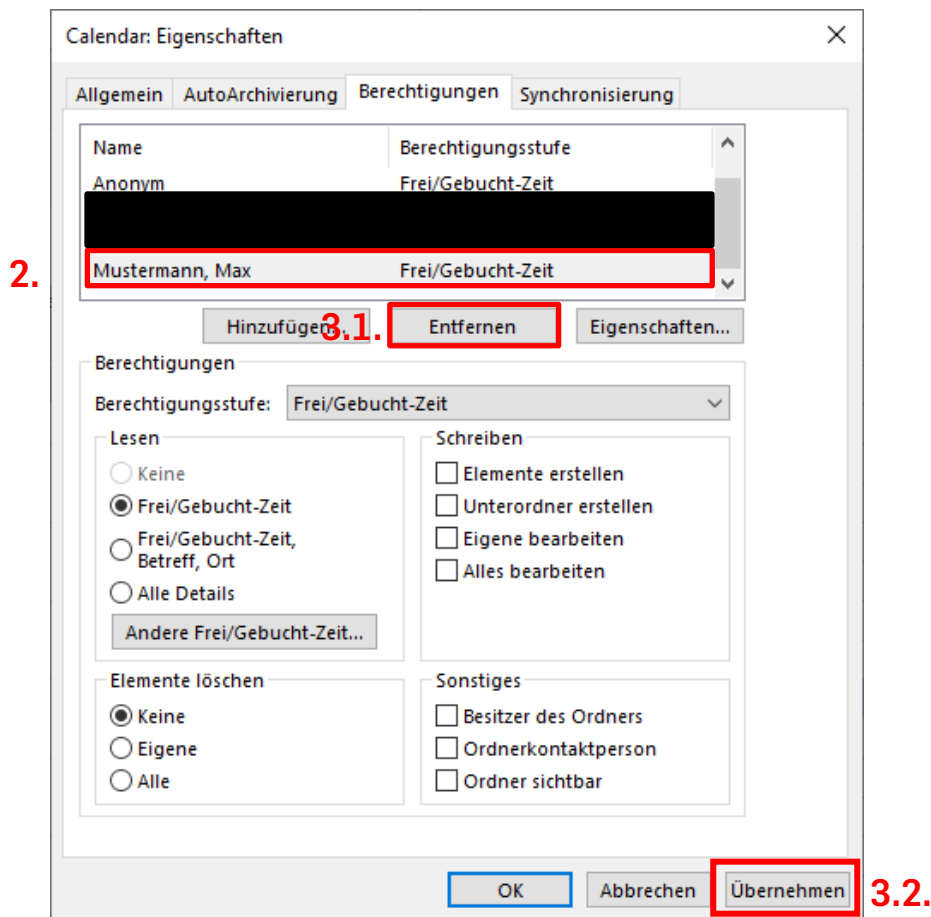 Calendar: Eigenschaften
Allgemein AutoArchivierung Berechtigungen Synchronisierung
Name Berechtigungsstufe
Anonym Frei/Gebucht-Zeit
2. Mustermann, Max Frei/Gebucht-Zeit
Hinzufügen... 3.1. Entfernen Eigenschaften...
Berechtigungen
Berechtigungsstufe: Frei/Gebucht-Zeit
Lesen
Keine
Frei/Gebucht-Zeit
Frei/Gebucht-Zeit,
Betreff, Ort
Alle Details
Andere Frei/Gebucht-Zeit...
Schreiben
Elemente erstellen
Unterordner erstellen
Eigene bearbeiten
Alles bearbeiten
Elemente löschen
Keine
Eigene
Alle
Sonstiges
Besitzer des Ordners
Ordnerkontaktperson
Ordner sichtbar
OK Abbrechen Übernehmen 3.2.